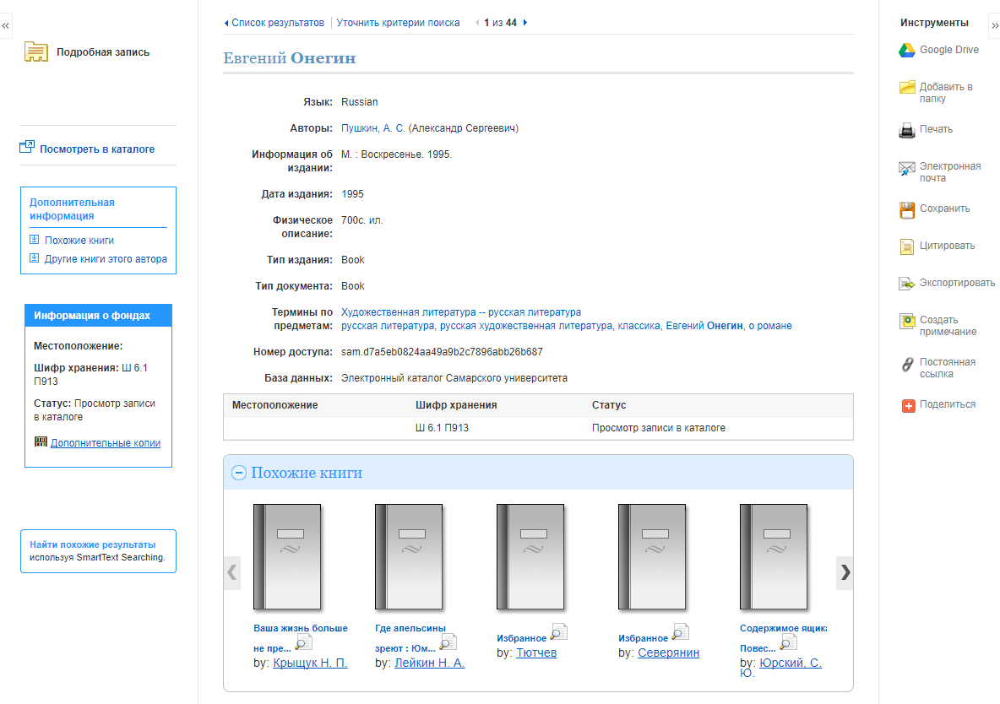 «
Подробная запись
Посмотреть в каталоге
Дополнительная
информация
Похожие книги
Другие книги этого автора
Информация о фондах
Местоположение:
Шифр хранения: Ш 6.1
П913
Статус: Просмотр записи
в каталоге
Дополнительные копии
Найти похожие результаты
используя SmartText Searching.
Список результатов Уточнить критерии поиска 1 из 44
Евгений Онегин
Язык: Russian
Авторы: Пушкин, А. С. (Александр Сергеевич)
Информация об М. : Воскресенье. 1995.
издании:
Дата издания: 1995
Физическое 700с. ил.
описание:
Тип издания: Book
Тип документа: Book
Термины по Художественная литература -- русская литература
предметам: русская литература, русская художественная литература, классика, Евгений Онегин, о романе
Номер доступа: sam.d7a5eb0824aa49a9b2c7896abb26b687
База данных: Электронный каталог Самарского университета
Местоположение Шифр хранения Статус
Ш 6.1 П913 Просмотр записи в каталоге
Похожие книги
Ваша жизнь больше
не пре...
by: Крыщук Н. П.
Где апельсины
зреют : Юм...
by: Лейкин Н. А.
Избранное
by: Тютчев
Избранное
by: Северянин
Содержимое ящика
Повес...
by: Юрский, С.
Ю.
Инструменты
»
Google Drive
Добавить в
папку
Печать
Электронная
почта
Сохранить
Цитировать
Экспортировать
Создать
примечание
Постоянная
ссылка
Поделиться